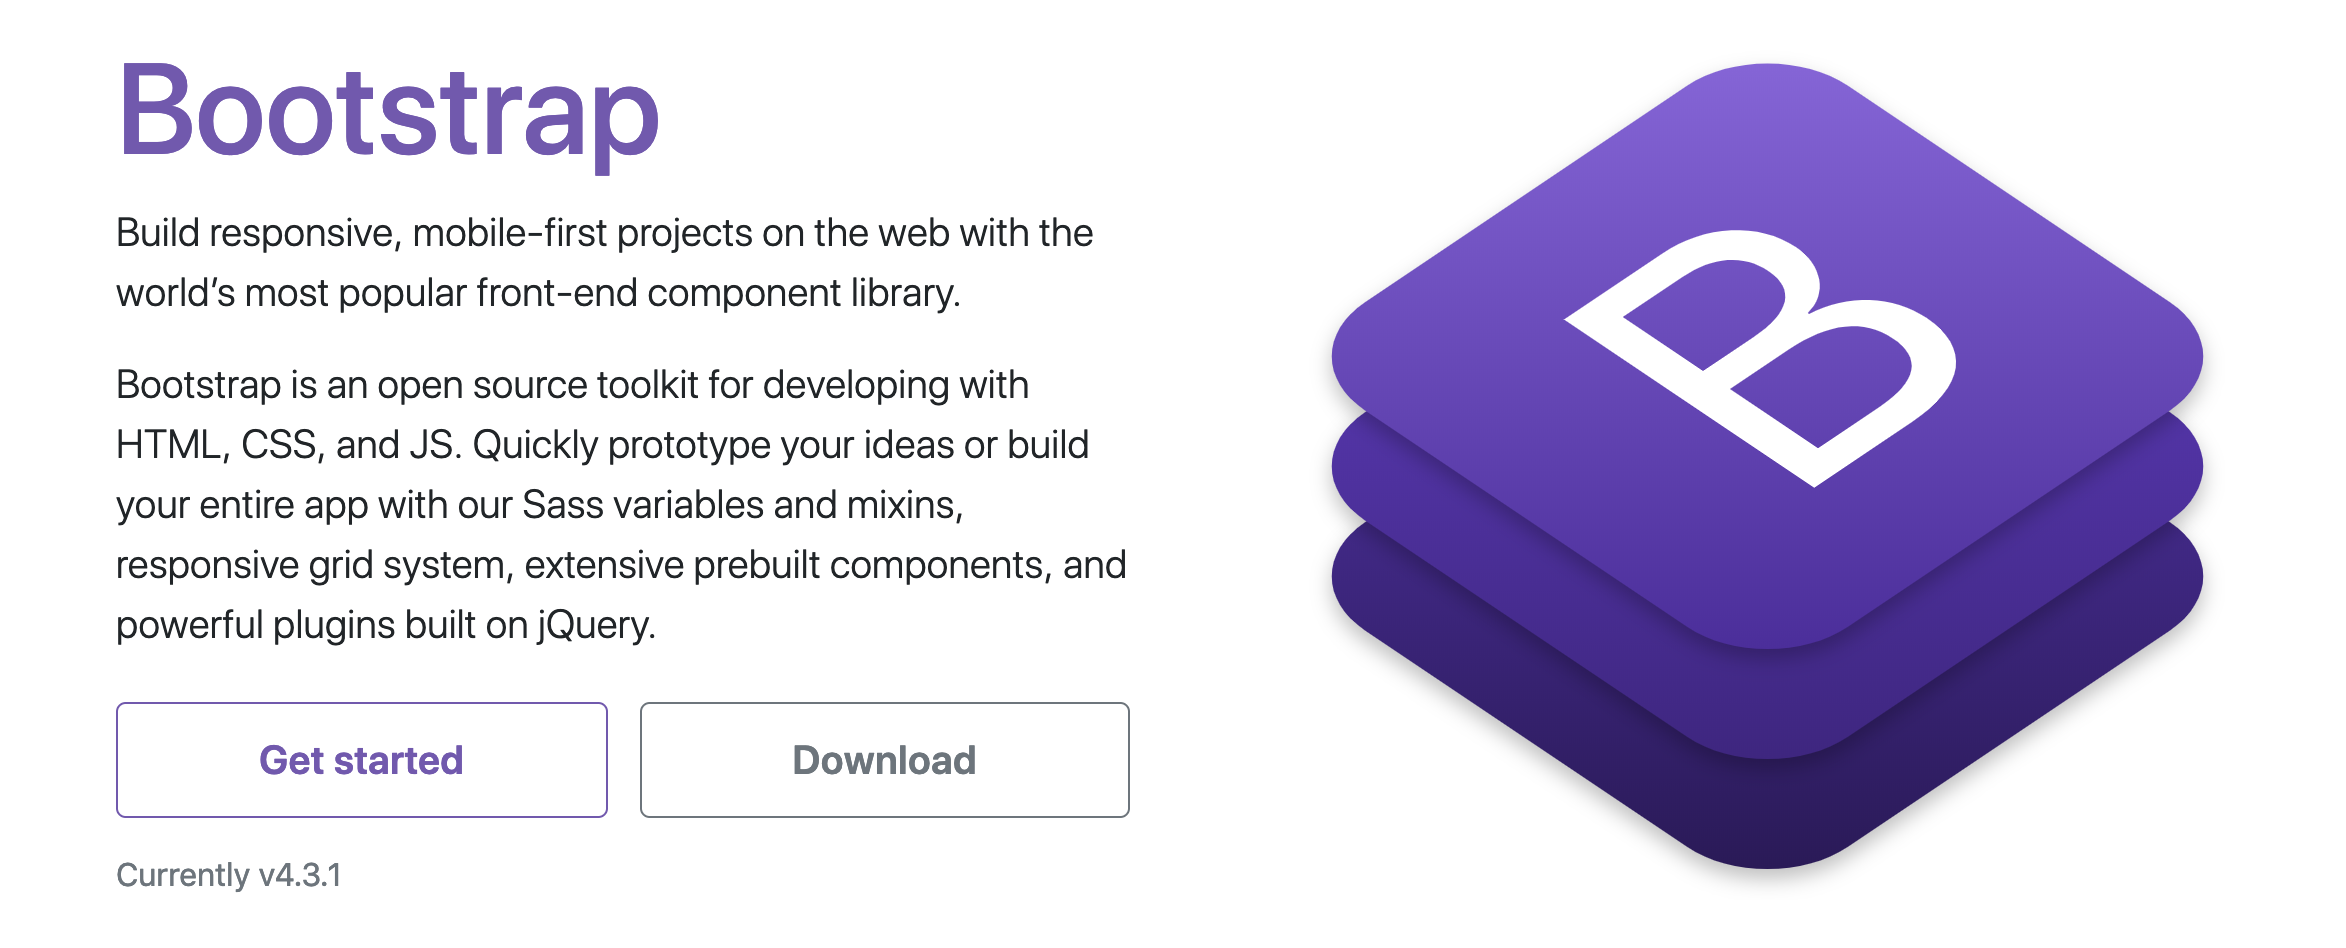 Bootstrap
Build responsive, mobile-first projects on the web with the
world’s most popular front-end component library.
Bootstrap is an open source toolkit for developing with
HTML, CSS, and JS. Quickly prototype your ideas or build
your entire app with our Sass variables and mixins,
responsive grid system, extensive prebuilt components, and
powerful plugins built on jQuery.
Get started
Download
Currently v4.3.1
B